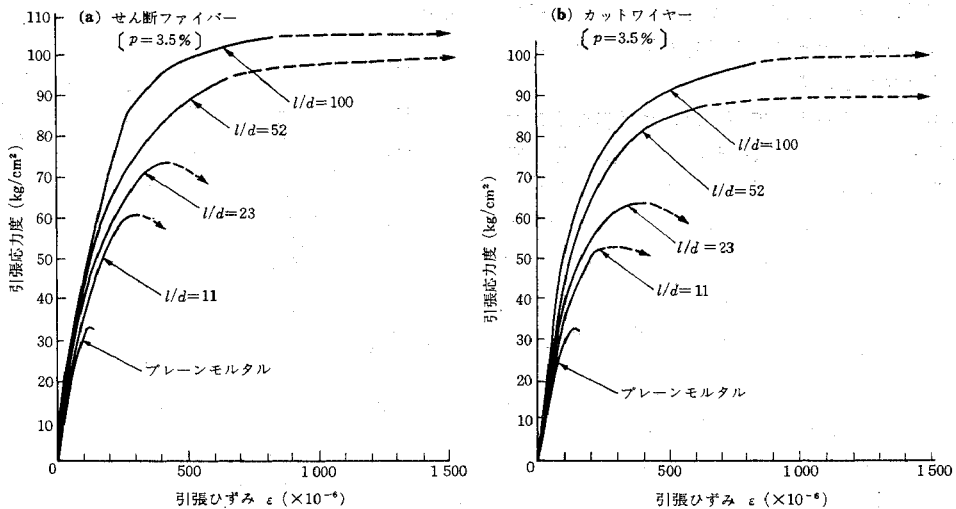 (a) せん断ファイバー
〔p=3.5%〕
引張応力度 (kg/cm²)
110
100
90
80
70
60
50
40
30
20
10
0
500
1 000
1 500
l/d=100
l/d=52
l/d=23
l/d=11
プレーンモルタル
引張ひずみ ε (×10⁻⁶)
(b) カットワイヤー
〔p=3.5%〕
引張応力度 (kg/cm²)
100
90
80
70
60
50
40
30
20
10
0
500
1 000
1 500
l/d=100
l/d=52
l/d=23
l/d=11
プレーンモルタル
引張ひずみ ε (×10⁻⁶)